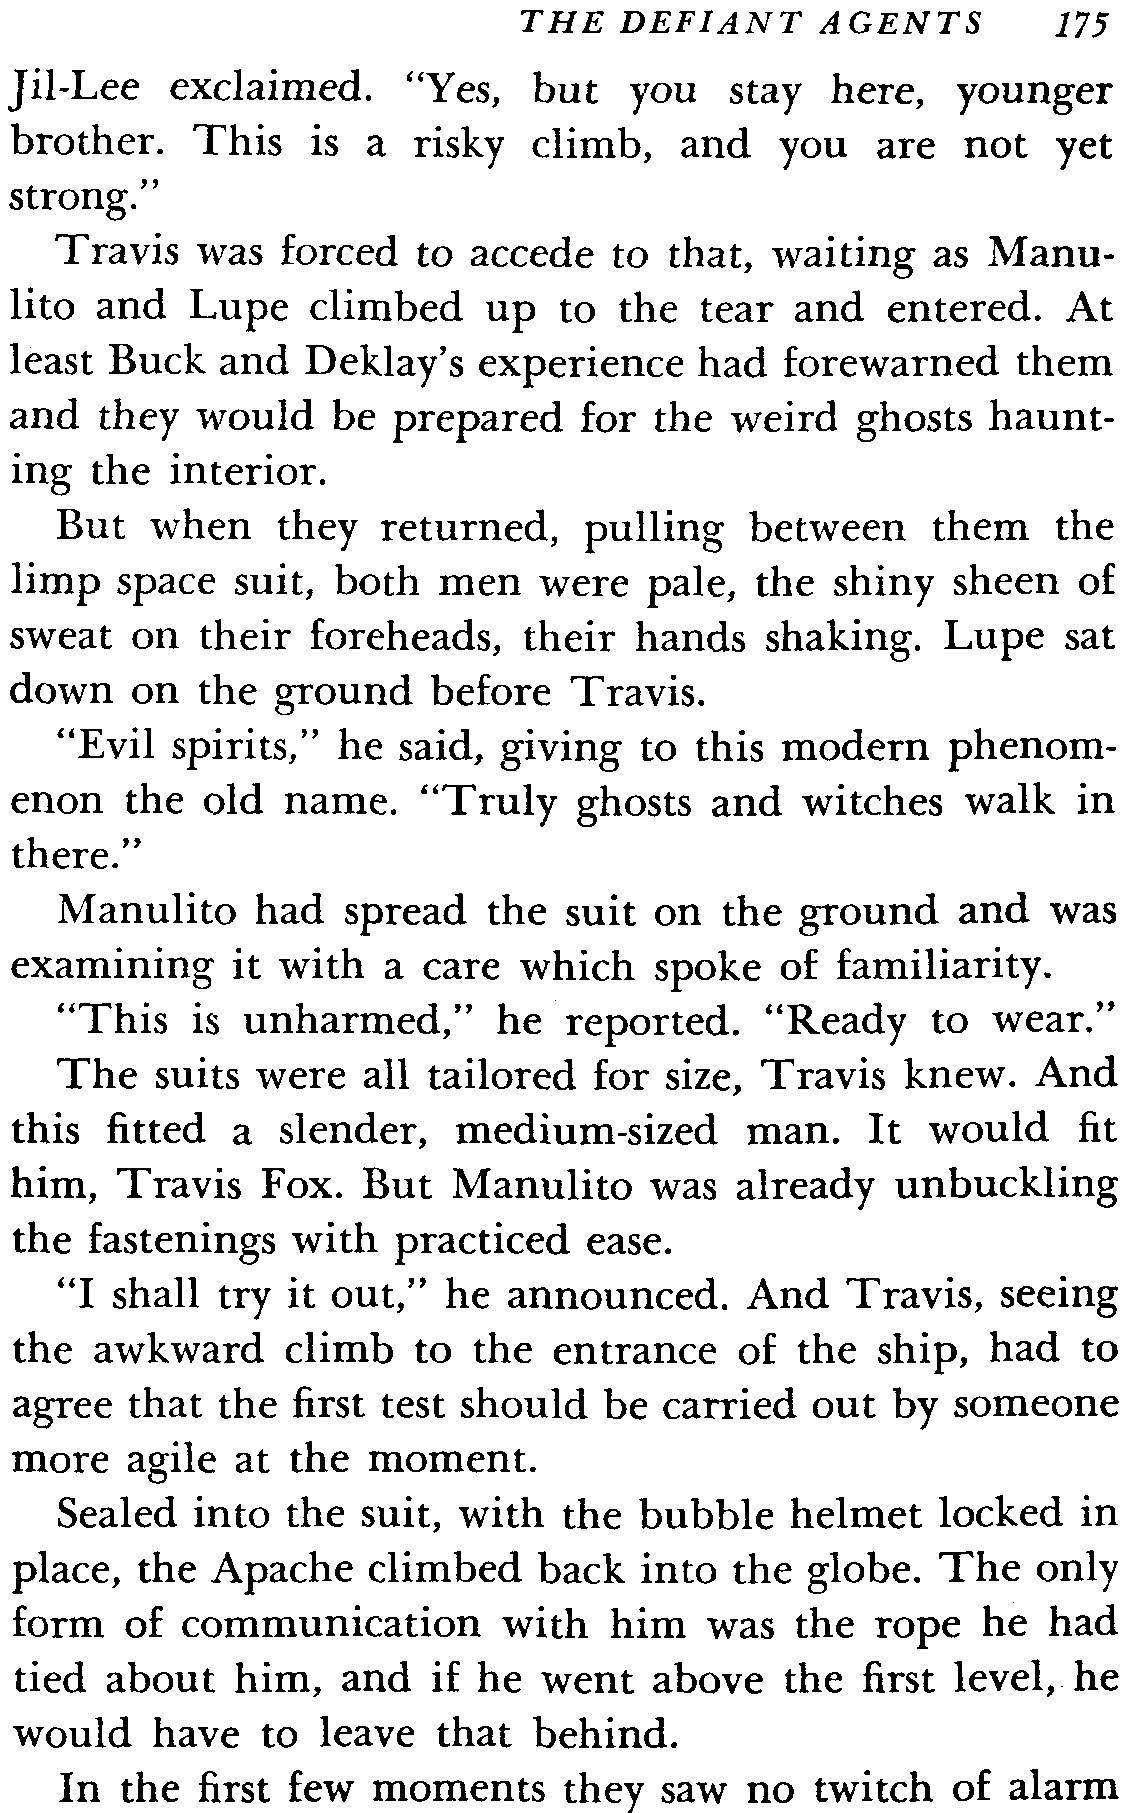 THE DEFIANT AGENTS 175
Jil-Lee exclaimed. “Yes, but you stay here, younger
brother. This is a risky climb, and you are not yet
strong.”
Travis was forced to accede to that, waiting as Manu-
lito and Lupe climbed up to the tear and entered. At
least Buck and Deklay’s experience had forewarned them
and they would be prepared for the weird ghosts haunt-
ing the interior.
But when they returned, pulling between them the
limp space suit, both men were pale, the shiny sheen of
sweat on their foreheads, their hands shaking. Lupe sat
down on the ground before Travis.
“Evil spirits,” he said, giving to this modern phenom-
enon the old name. “Truly ghosts and witches walk in
there.”
Manulito had spread the suit on the ground and was
examining it with a care which spoke of familiarity.
“This is unharmed,” he reported. “Ready to wear.”
The suits were all tailored for size, Travis knew. And
this fitted a slender, medium-sized man. It would fit
him, Travis Fox. But Manulito was already unbuckling
the fastenings with practiced ease.
“I shall try it out,” he announced. And Travis, seeing
the awkward climb to the entrance of the ship, had to
agree that the first test should be carried out by someone
more agile at the moment.
Sealed into the suit, with the bubble helmet locked in
place, the Apache climbed back into the globe. The only
form of communication with him was the rope he had
tied about him, and if he went above the first level, he
would have to leave that behind.
In the first few moments they saw no twitch of alarm